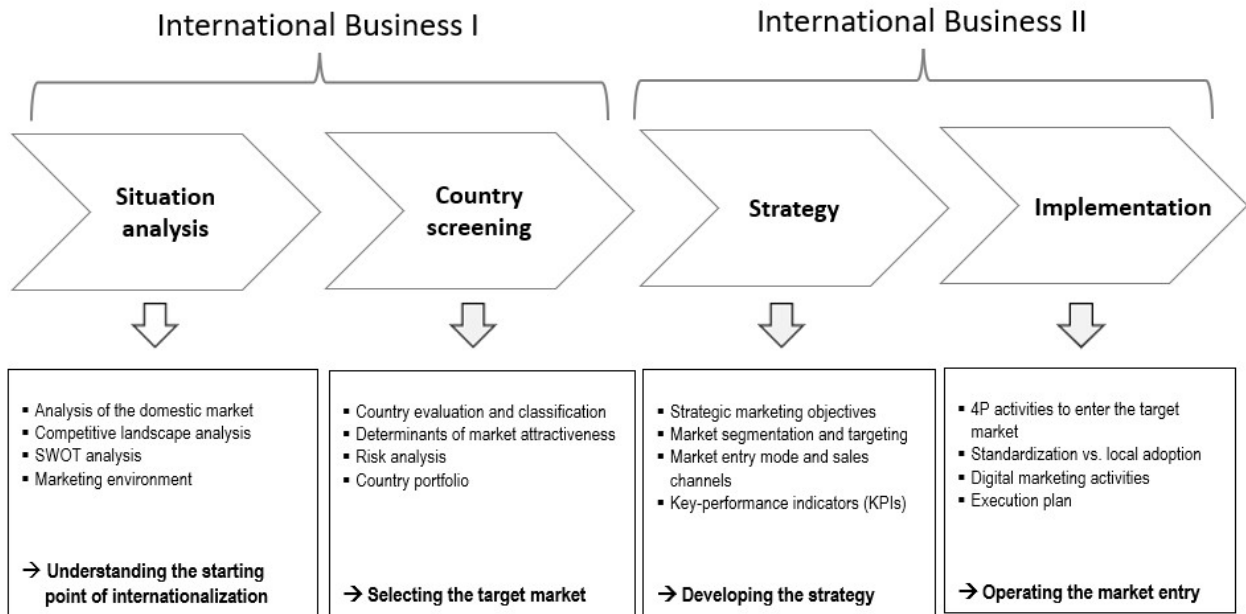 International Business I
International Business II
Situation
analysis
Country
screening
Strategy
Implementation
▪ Analysis of the domestic market
▪ Competitive landscape analysis
▪ SWOT analysis
▪ Marketing environment
→ Understanding the starting
point of internationalization
▪ Country evaluation and classification
▪ Determinants of market attractiveness
▪ Risk analysis
▪ Country portfolio
→ Selecting the target market
▪ Strategic marketing objectives
▪ Market segmentation and targeting
▪ Market entry mode and sales
channels
▪ Key-performance indicators (KPIs)
→ Developing the strategy
▪ 4P activities to enter the target
market
▪ Standardization vs. local adoption
▪ Digital marketing activities
▪ Execution plan
→ Operating the market entry